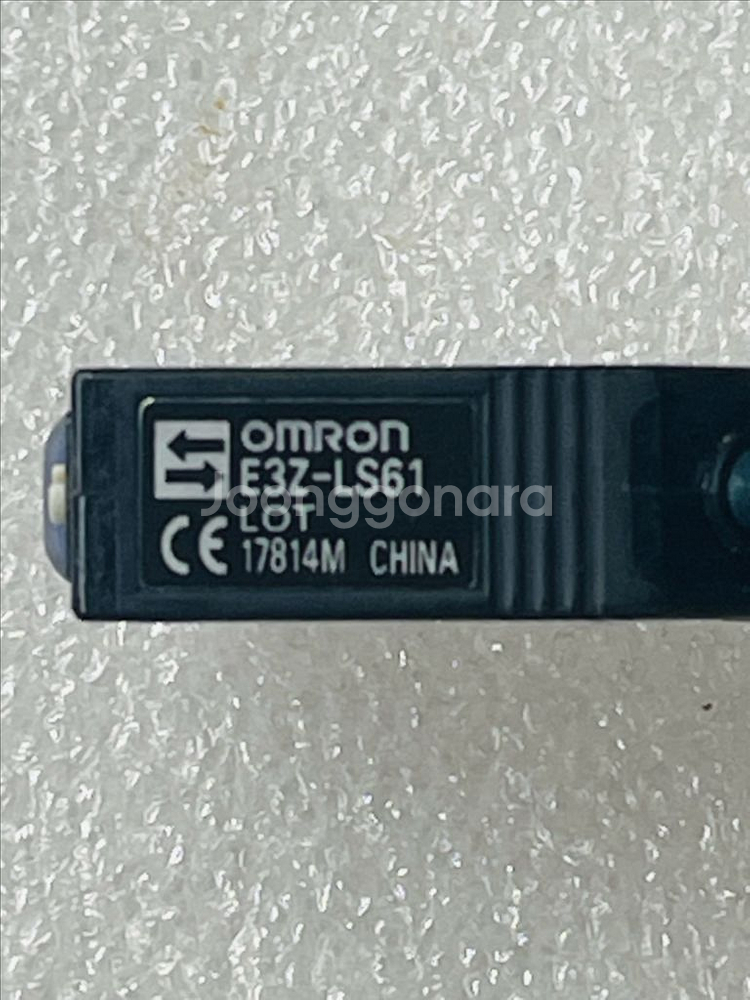 OMRON
E3Z-LS61
Joonggonara
LOT
CE 17814M CHINA